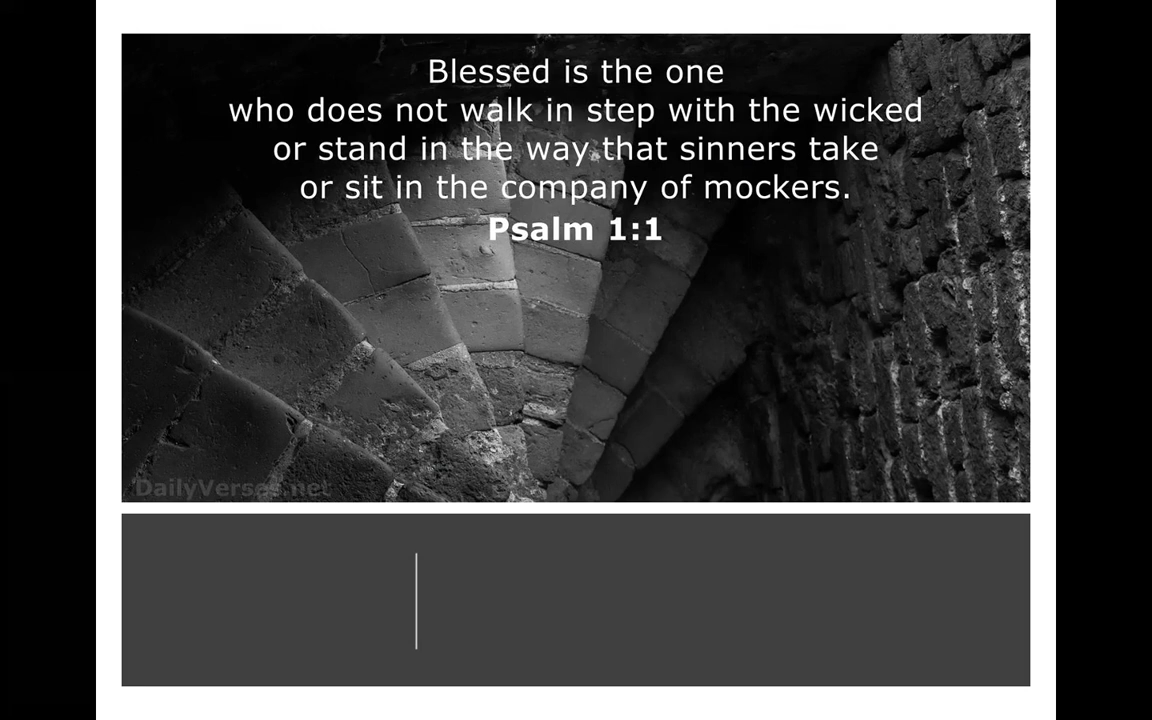 Blessed is the one
who does not walk in step with the wicked
or stand in the way that sinners take
or sit in the company of mockers.
Psalm 1:1
DailyVerses.net